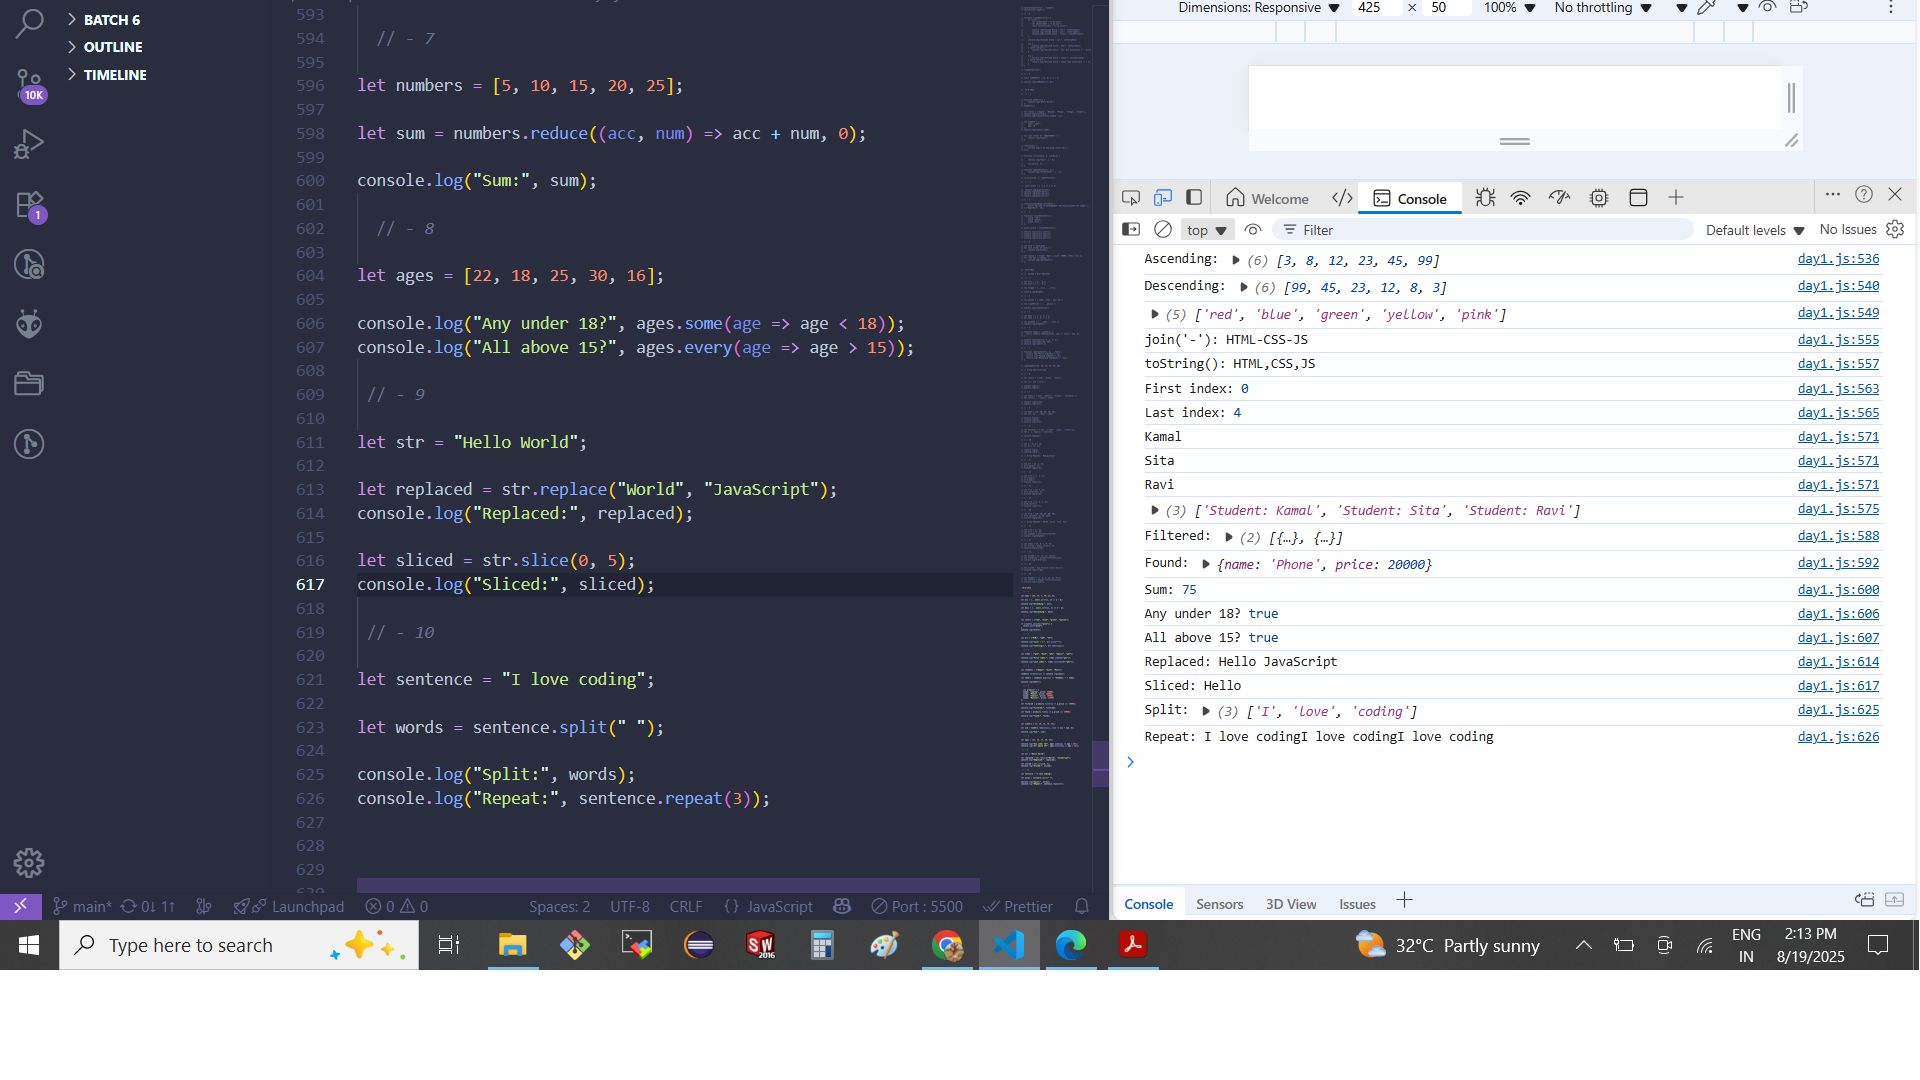 BATCH 6
OUTLINE
TIMELINE
10K
1
593
594 // - 7
595
596 let numbers = [5, 10, 15, 20, 25];
597
598 let sum = numbers.reduce((acc, num) => acc + num, 0);
599
600 console.log("Sum:", sum);
601
602 // - 8
603
604 let ages = [22, 18, 25, 30, 16];
605
606 console.log("Any under 18?", ages.some(age => age < 18));
607 console.log("All above 15?", ages.every(age => age > 15));
608
609 // - 9
610
611 let str = "Hello World";
612
613 let replaced = str.replace("World", "JavaScript");
614 console.log("Replaced:", replaced);
615
616 let sliced = str.slice(0, 5);
617 console.log("Sliced:", sliced);
618
619 // - 10
620
621 let sentence = "I love coding";
622
623 let words = sentence.split(" ");
624
625 console.log("Split:", words);
626 console.log("Repeat:", sentence.repeat(3));
627
628
629
main* 0↓ 1↑ Launchpad 0 0 Spaces: 2 UTF-8 CRLF {} JavaScript Port : 5500 Prettier
Dimensions: Responsive 425 × 50 100% No throttling
Welcome Console
top Filter Default levels No Issues
Ascending: (6) [3, 8, 12, 23, 45, 99] day1.js:536
Descending: (6) [99, 45, 23, 12, 8, 3] day1.js:540
(5) ['red', 'blue', 'green', 'yellow', 'pink'] day1.js:549
join('-'): HTML-CSS-JS day1.js:555
toString(): HTML,CSS,JS day1.js:557
First index: 0 day1.js:563
Last index: 4 day1.js:565
Kamal day1.js:571
Sita day1.js:571
Ravi day1.js:571
(3) ['Student: Kamal', 'Student: Sita', 'Student: Ravi'] day1.js:575
Filtered: (2) [{…}, {…}] day1.js:588
Found: {name: 'Phone', price: 20000} day1.js:592
Sum: 75 day1.js:600
Any under 18? true day1.js:606
All above 15? true day1.js:607
Replaced: Hello JavaScript day1.js:614
Sliced: Hello day1.js:617
Split: (3) ['I', 'love', 'coding'] day1.js:625
Repeat: I love codingI love codingI love coding day1.js:626
Console Sensors 3D View Issues
Type here to search
SW 2016
32°C Partly sunny
ENG IN
2:13 PM
8/19/2025